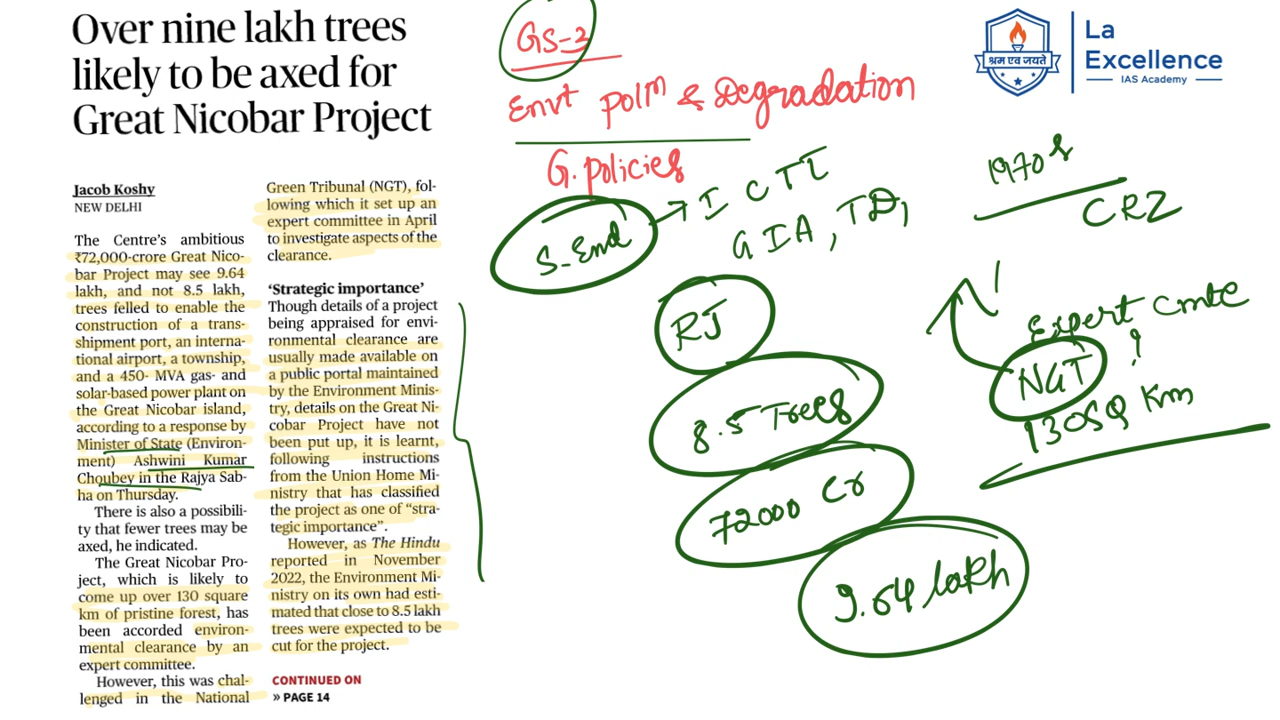 Over nine lakh trees
likely to be axed for
Great Nicobar Project
Jacob Koshy
NEW DELHI
The Centre's ambitious
₹72,000-crore Great Nico-
bar Project may see 9.64
lakh, and not 8.5 lakh,
trees felled to enable the
construction of a trans-
shipment port, an interna-
tional airport, a township,
and a 450- MVA gas- and
solar-based power plant on
the Great Nicobar island,
according to a response by
Minister of State (Environ-
ment) Ashwini Kumar
Choubey in the Rajya Sab-
ha on Thursday.
There is also a possibili-
ty that fewer trees may be
axed, he indicated.
The Great Nicobar Pro-
ject, which is likely to
come up over 130 square
km of pristine forest, has
been accorded environ-
mental clearance by an
expert committee.
However, this was chal-
lenged in the National
Green Tribunal (NGT), fol-
lowing which it set up an
expert committee in April
to investigate aspects of the
clearance.
'Strategic importance'
Though details of a project
being appraised for envi-
ronmental clearance are
usually made available on
a public portal maintained
by the Environment Minis-
try, details on the Great Ni-
cobar Project have not
been put up, it is learnt,
following instructions
from the Union Home Mi-
nistry that has classified
the project as one of "stra-
tegic importance".
However, as The Hindu
reported in November
2022, the Environment Mi-
nistry on its own had esti-
mated that close to 8.5 lakh
trees were expected to be
cut for the project.
CONTINUED ON
» PAGE 14
GS-3
Envt Polln & Degradation
G. policies
S-End → I C T T
G I A, TD,
RJ
8.5 Trees
72000 Cr
9.64 lakh
1970s
CRZ
Expert Cmte
NGT ?
130SQ Km
श्रम एव जयते
La
Excellence
IAS Academy